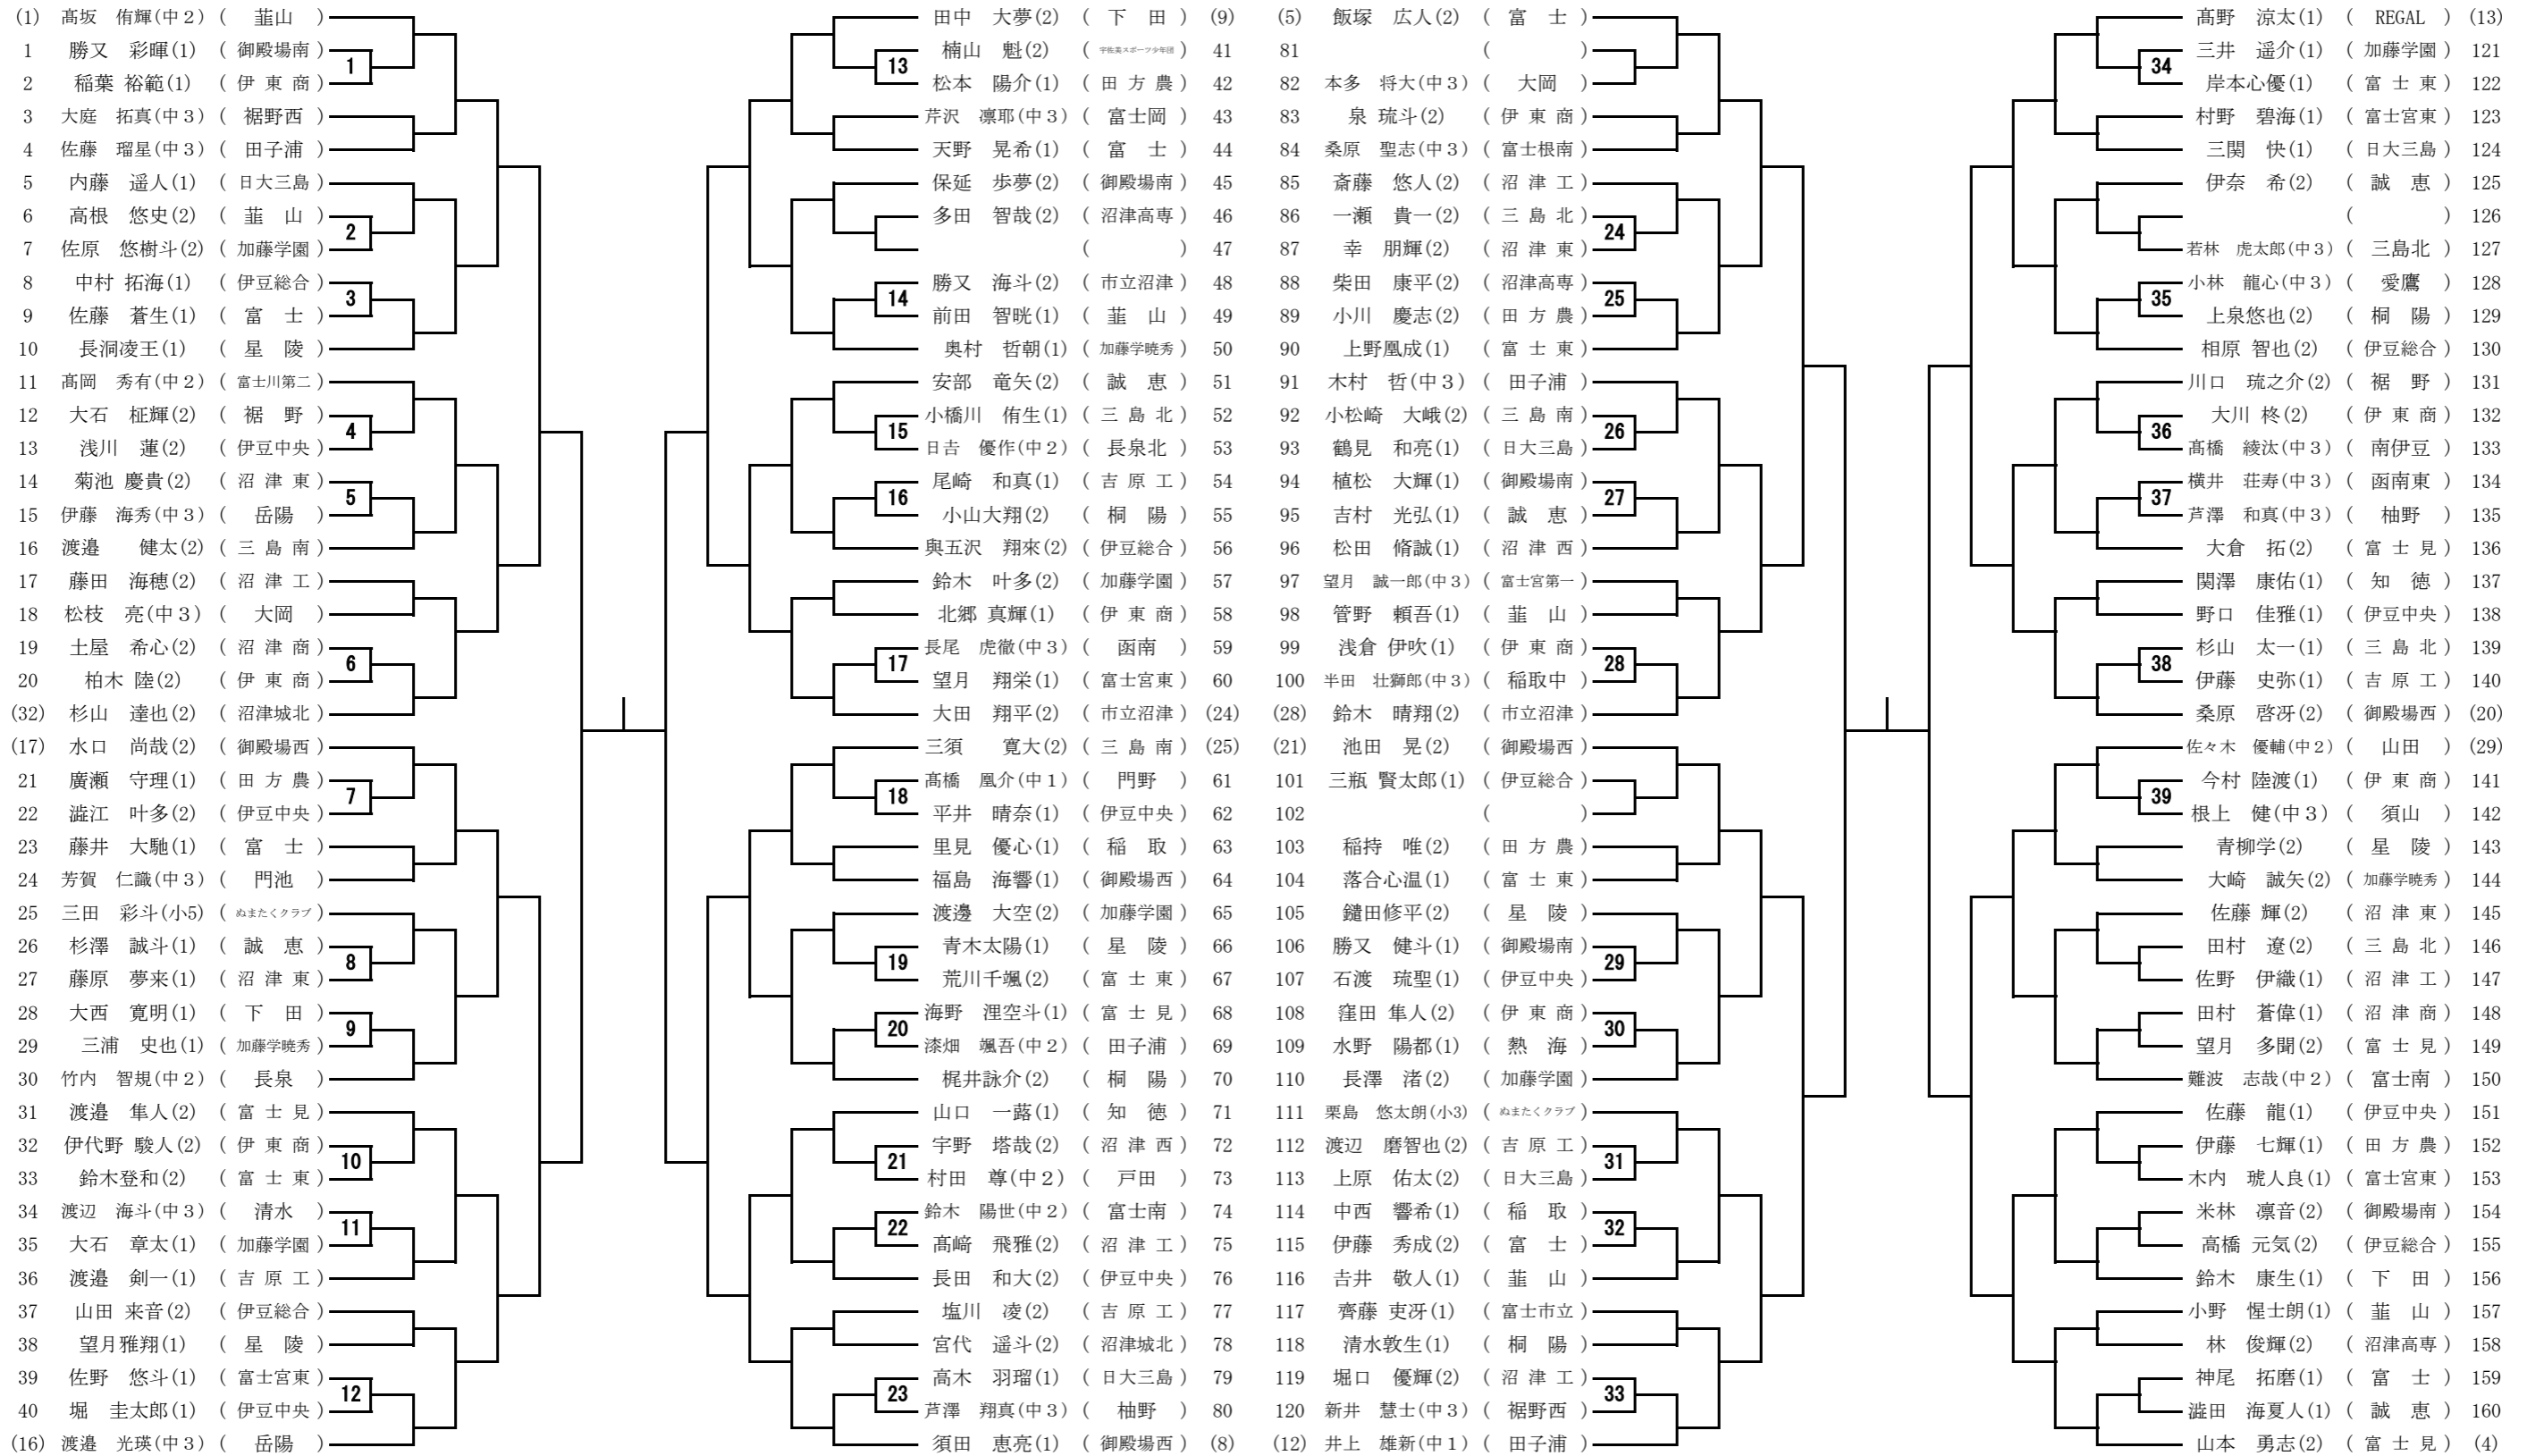 (1) 髙坂 侑輝(中2) ( 韮山 )
1 勝又 彩暉(1) ( 御殿場南 )
1
2 稲葉 裕範(1) ( 伊東商 )
3 大庭 拓真(中3) ( 裾野西 )
4 佐藤 瑠星(中3) ( 田子浦 )
5 内藤 遥人(1) ( 日大三島 )
6 高根 悠史(2) ( 韮山 )
2
7 佐原 悠樹斗(2) ( 加藤学園 )
8 中村 拓海(1) ( 伊豆総合 )
3
9 佐藤 蒼生(1) ( 富士 )
10 長洞凌王(1) ( 星陵 )
11 髙岡 秀有(中2) ( 富士川第二 )
12 大石 柾輝(2) ( 裾野 )
4
13 浅川 蓮(2) ( 伊豆中央 )
14 菊池 慶貴(2) ( 沼津東 )
5
15 伊藤 海秀(中3) ( 岳陽 )
16 渡邉 健太(2) ( 三島南 )
17 藤田 海穂(2) ( 沼津工 )
18 松枝 亮(中3) ( 大岡 )
19 土屋 希心(2) ( 沼津商 )
6
20 柏木 陸(2) ( 伊東商 )
(32) 杉山 達也(2) ( 沼津城北 )
(17) 水口 尚哉(2) ( 御殿場西 )
21 廣瀬 守理(1) ( 田方農 )
7
22 澁江 叶多(2) ( 伊豆中央 )
23 藤井 大馳(1) ( 富士 )
24 芳賀 仁識(中3) ( 門池 )
25 三田 彩斗(小5) ( ぬまたくクラブ )
26 杉澤 誠斗(1) ( 誠恵 )
8
27 藤原 夢来(1) ( 沼津東 )
28 大西 寛明(1) ( 下田 )
9
29 三浦 史也(1) ( 加藤学暁秀 )
30 竹内 智規(中2) ( 長泉 )
31 渡邉 隼人(2) ( 富士見 )
32 伊代野 駿人(2) ( 伊東商 )
10
33 鈴木登和(2) ( 富士東 )
34 渡辺 海斗(中3) ( 清水 )
11
35 大石 章太(1) ( 加藤学園 )
36 渡邉 剣一(1) ( 吉原工 )
37 山田 来音(2) ( 伊豆総合 )
38 望月雅翔(1) ( 星陵 )
39 佐野 悠斗(1) ( 富士宮東 )
12
40 堀 圭太郎(1) ( 伊豆中央 )
(16) 渡邉 光瑛(中3) ( 岳陽 )
田中 大夢(2) ( 下田 ) (9)
楠山 魁(2) ( 宇佐美スポーツ少年団 ) 41
13
松本 陽介(1) ( 田方農 ) 42
芹沢 凛耶(中3) ( 富士岡 ) 43
天野 晃希(1) ( 富士 ) 44
保延 歩夢(2) ( 御殿場南 ) 45
多田 智哉(2) ( 沼津高専 ) 46
( ) 47
勝又 海斗(2) ( 市立沼津 ) 48
14
前田 智晄(1) ( 韮山 ) 49
奥村 哲朝(1) ( 加藤学暁秀 ) 50
安部 竜矢(2) ( 誠恵 ) 51
小橋川 侑生(1) ( 三島北 ) 52
15
日吉 優作(中2) ( 長泉北 ) 53
尾崎 和真(1) ( 吉原工 ) 54
16
小山大翔(2) ( 桐陽 ) 55
與五沢 翔來(2) ( 伊豆総合 ) 56
鈴木 叶多(2) ( 加藤学園 ) 57
北郷 真輝(1) ( 伊東商 ) 58
長尾 虎徹(中3) ( 函南 ) 59
17
望月 翔栄(1) ( 富士宮東 ) 60
大田 翔平(2) ( 市立沼津 ) (24)
三須 寛大(2) ( 三島南 ) (25)
髙橋 凰介(中1) ( 門野 ) 61
18
平井 晴奈(1) ( 伊豆中央 ) 62
里見 優心(1) ( 稲取 ) 63
福島 海響(1) ( 御殿場西 ) 64
渡邊 大空(2) ( 加藤学園 ) 65
青木太陽(1) ( 星陵 ) 66
19
荒川千颯(2) ( 富士東 ) 67
海野 浬空斗(1) ( 富士見 ) 68
20
漆畑 颯吾(中2) ( 田子浦 ) 69
梶井詠介(2) ( 桐陽 ) 70
山口 一蕗(1) ( 知徳 ) 71
宇野 塔哉(2) ( 沼津西 ) 72
21
村田 尊(中2) ( 戸田 ) 73
鈴木 陽世(中2) ( 富士南 ) 74
22
髙﨑 飛雅(2) ( 沼津工 ) 75
長田 和大(2) ( 伊豆中央 ) 76
塩川 凌(2) ( 吉原工 ) 77
宮代 遥斗(2) ( 沼津城北 ) 78
高木 羽瑠(1) ( 日大三島 ) 79
23
芦澤 翔真(中3) ( 柚野 ) 80
須田 恵亮(1) ( 御殿場西 ) (8)
(5) 飯塚 広人(2) ( 富士 )
81 ( )
82 本多 将大(中3) ( 大岡 )
83 泉 琉斗(2) ( 伊東商 )
84 桑原 聖志(中3) ( 富士根南 )
85 斎藤 悠人(2) ( 沼津工 )
86 一瀬 貴一(2) ( 三島北 )
24
87 幸 朋輝(2) ( 沼津東 )
88 柴田 康平(2) ( 沼津高専 )
25
89 小川 慶志(2) ( 田方農 )
90 上野凰成(1) ( 富士東 )
91 木村 哲(中3) ( 田子浦 )
92 小松崎 大峨(2) ( 三島南 )
26
93 鶴見 和亮(1) ( 日大三島 )
94 植松 大輝(1) ( 御殿場南 )
27
95 吉村 光弘(1) ( 誠恵 )
96 松田 脩誠(1) ( 沼津西 )
97 望月 誠一郎(中3) ( 富士宮第一 )
98 管野 頼吾(1) ( 韮山 )
99 浅倉 伊吹(1) ( 伊東商 )
28
100 半田 壮獅郎(中3) ( 稲取中 )
(28) 鈴木 晴翔(2) ( 市立沼津 )
(21) 池田 晃(2) ( 御殿場西 )
101 三瓶 賢太郎(1) ( 伊豆総合 )
102 ( )
103 稲持 唯(2) ( 田方農 )
104 落合心温(1) ( 富士東 )
105 鑓田修平(2) ( 星陵 )
106 勝又 健斗(1) ( 御殿場南 )
29
107 石渡 琉聖(1) ( 伊豆中央 )
108 窪田 隼人(2) ( 伊東商 )
30
109 水野 陽都(1) ( 熱海 )
110 長澤 渚(2) ( 加藤学園 )
111 栗島 悠太朗(小3) ( ぬまたくクラブ )
112 渡辺 磨智也(2) ( 吉原工 )
31
113 上原 佑太(2) ( 日大三島 )
114 中西 響希(1) ( 稲取 )
32
115 伊藤 秀成(2) ( 富士 )
116 吉井 敬人(1) ( 韮山 )
117 齊藤 吏冴(1) ( 富士市立 )
118 清水敦生(1) ( 桐陽 )
119 堀口 優輝(2) ( 沼津工 )
33
120 新井 慧士(中3) ( 裾野西 )
(12) 井上 雄新(中1) ( 田子浦 )
髙野 涼太(1) ( REGAL ) (13)
三井 遥介(1) ( 加藤学園 ) 121
34
岸本心優(1) ( 富士東 ) 122
村野 碧海(1) ( 富士宮東 ) 123
三関 快(1) ( 日大三島 ) 124
伊奈 希(2) ( 誠恵 ) 125
( ) 126
若林 虎太郎(中3) ( 三島北 ) 127
小林 龍心(中3) ( 愛鷹 ) 128
35
上泉悠也(2) ( 桐陽 ) 129
相原 智也(2) ( 伊豆総合 ) 130
川口 琉之介(2) ( 裾野 ) 131
大川 柊(2) ( 伊東商 ) 132
36
髙橋 綾汰(中3) ( 南伊豆 ) 133
横井 荘寿(中3) ( 函南東 ) 134
37
芦澤 和真(中3) ( 柚野 ) 135
大倉 拓(2) ( 富士見 ) 136
関澤 康佑(1) ( 知徳 ) 137
野口 佳雅(1) ( 伊豆中央 ) 138
杉山 太一(1) ( 三島北 ) 139
38
伊藤 史弥(1) ( 吉原工 ) 140
桑原 啓冴(2) ( 御殿場西 ) (20)
佐々木 優輔(中2) ( 山田 ) (29)
今村 陸渡(1) ( 伊東商 ) 141
39
根上 健(中3) ( 須山 ) 142
青柳学(2) ( 星陵 ) 143
大崎 誠矢(2) ( 加藤学暁秀 ) 144
佐藤 輝(2) ( 沼津東 ) 145
田村 遼(2) ( 三島北 ) 146
佐野 伊織(1) ( 沼津工 ) 147
田村 蒼偉(1) ( 沼津商 ) 148
望月 多聞(2) ( 富士見 ) 149
難波 志哉(中2) ( 富士南 ) 150
佐藤 龍(1) ( 伊豆中央 ) 151
伊藤 七輝(1) ( 田方農 ) 152
木内 琥人良(1) ( 富士宮東 ) 153
米林 凛音(2) ( 御殿場南 ) 154
高橋 元気(2) ( 伊豆総合 ) 155
鈴木 康生(1) ( 下田 ) 156
小野 惺士朗(1) ( 韮山 ) 157
林 俊輝(2) ( 沼津高専 ) 158
神尾 拓磨(1) ( 富士 ) 159
澁田 海夏人(1) ( 誠恵 ) 160
山本 勇志(2) ( 富士見 ) (4)